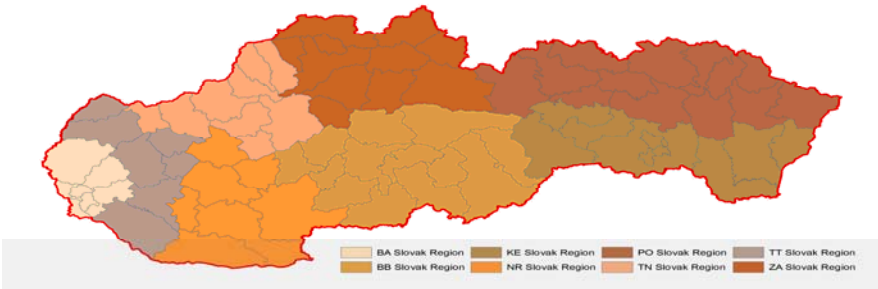 BA Slovak Region KE Slovak Region PO Slovak Region TT Slovak Region
BB Slovak Region NR Slovak Region TN Slovak Region ZA Slovak Region